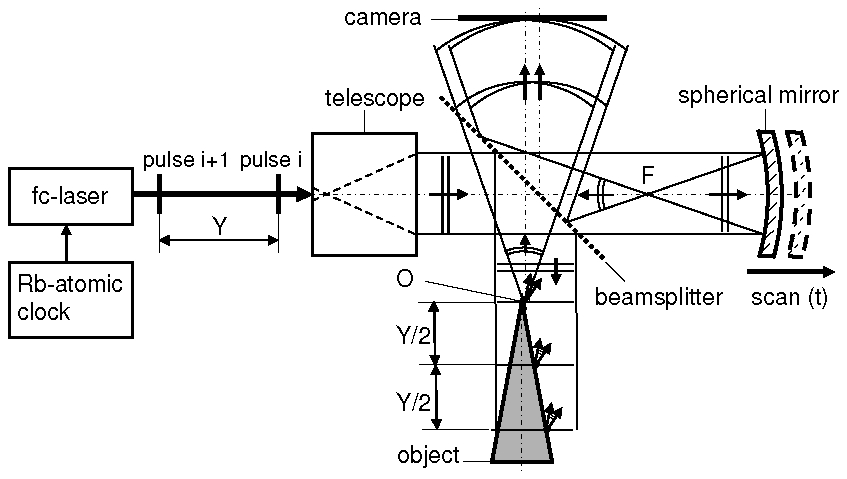 camera
telescope
spherical mirror
pulse i+1 pulse i
fc-laser
F
Y
Rb-atomic
clock
O
beamsplitter
scan (t)
Y/2
Y/2
object